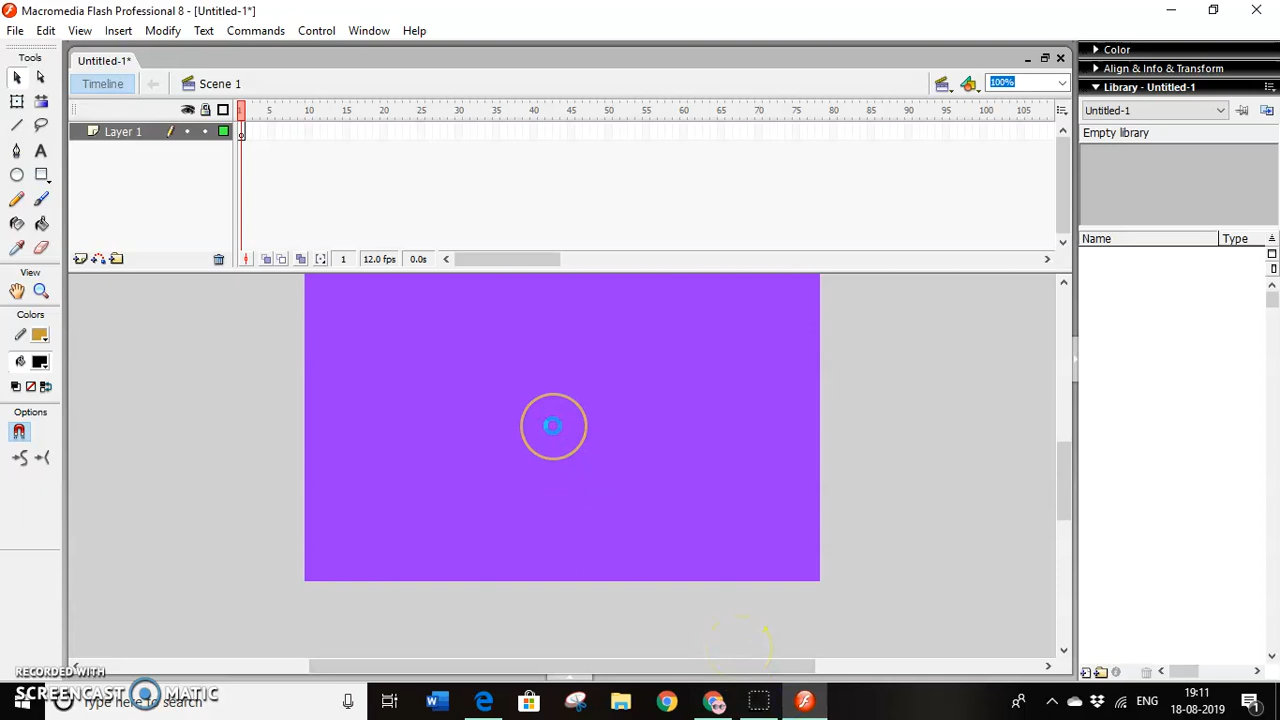 Macromedia Flash Professional 8 - [Untitled-1*]
File Edit View Insert Modify Text Commands Control Window Help
Tools
Untitled-1*
Color
Timeline
Scene 1
100%
Align & Info & Transform
Library - Untitled-1
1 5 10 15 20 25 30 35 40 45 50 55 60 65 70 75 80 85 90 95 100 105
Untitled-1
Layer 1
Empty library
Name Type
1 12.0 fps 0.0s
View
Colors
Options
RECORDED WITH
SCREENCAST MATIC
Type here to search
ENG
19:11
18-08-2019
1